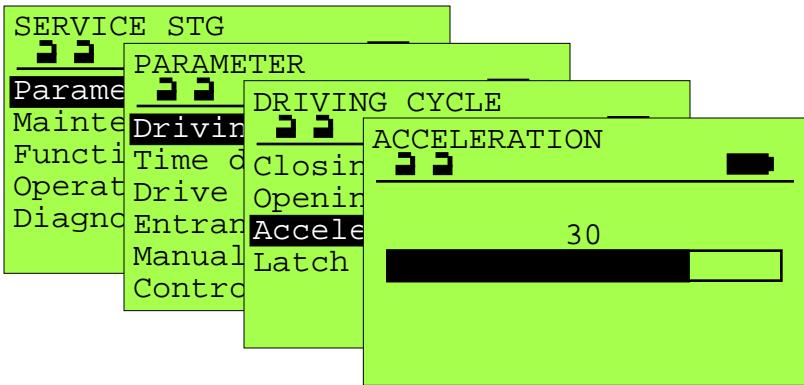 SERVICE STG
Parame
Mainte
Functi
Operat
Diagno
PARAMETER
Drivin
Time d
Drive
Entran
Manual
Contro
DRIVING CYCLE
Closin
Openin
Accele
Latch
ACCELERATION
30